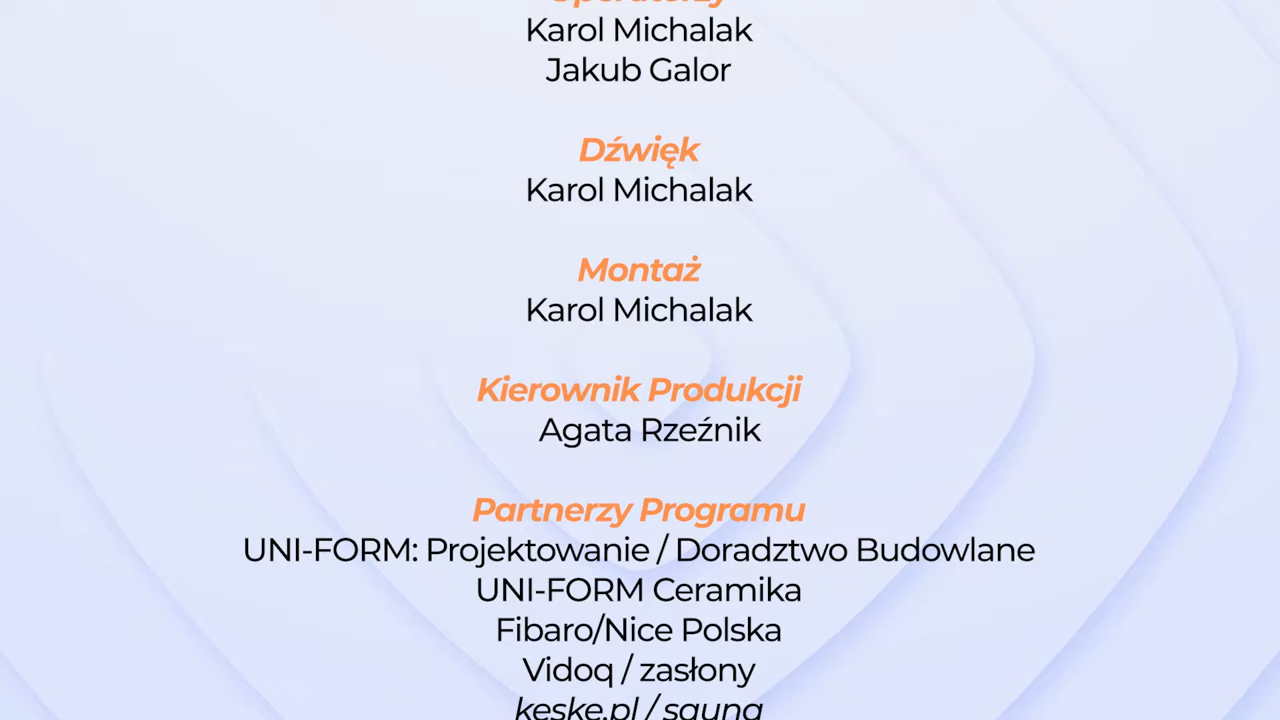 Operatorzy
Karol Michalak
Jakub Galor
Dźwięk
Karol Michalak
Montaż
Karol Michalak
Kierownik Produkcji
Agata Rzeźnik
Partnerzy Programu
UNI-FORM: Projektowanie / Doradztwo Budowlane
UNI-FORM Ceramika
Fibaro/Nice Polska
Vidoq / zasłony
keske.pl / sauna